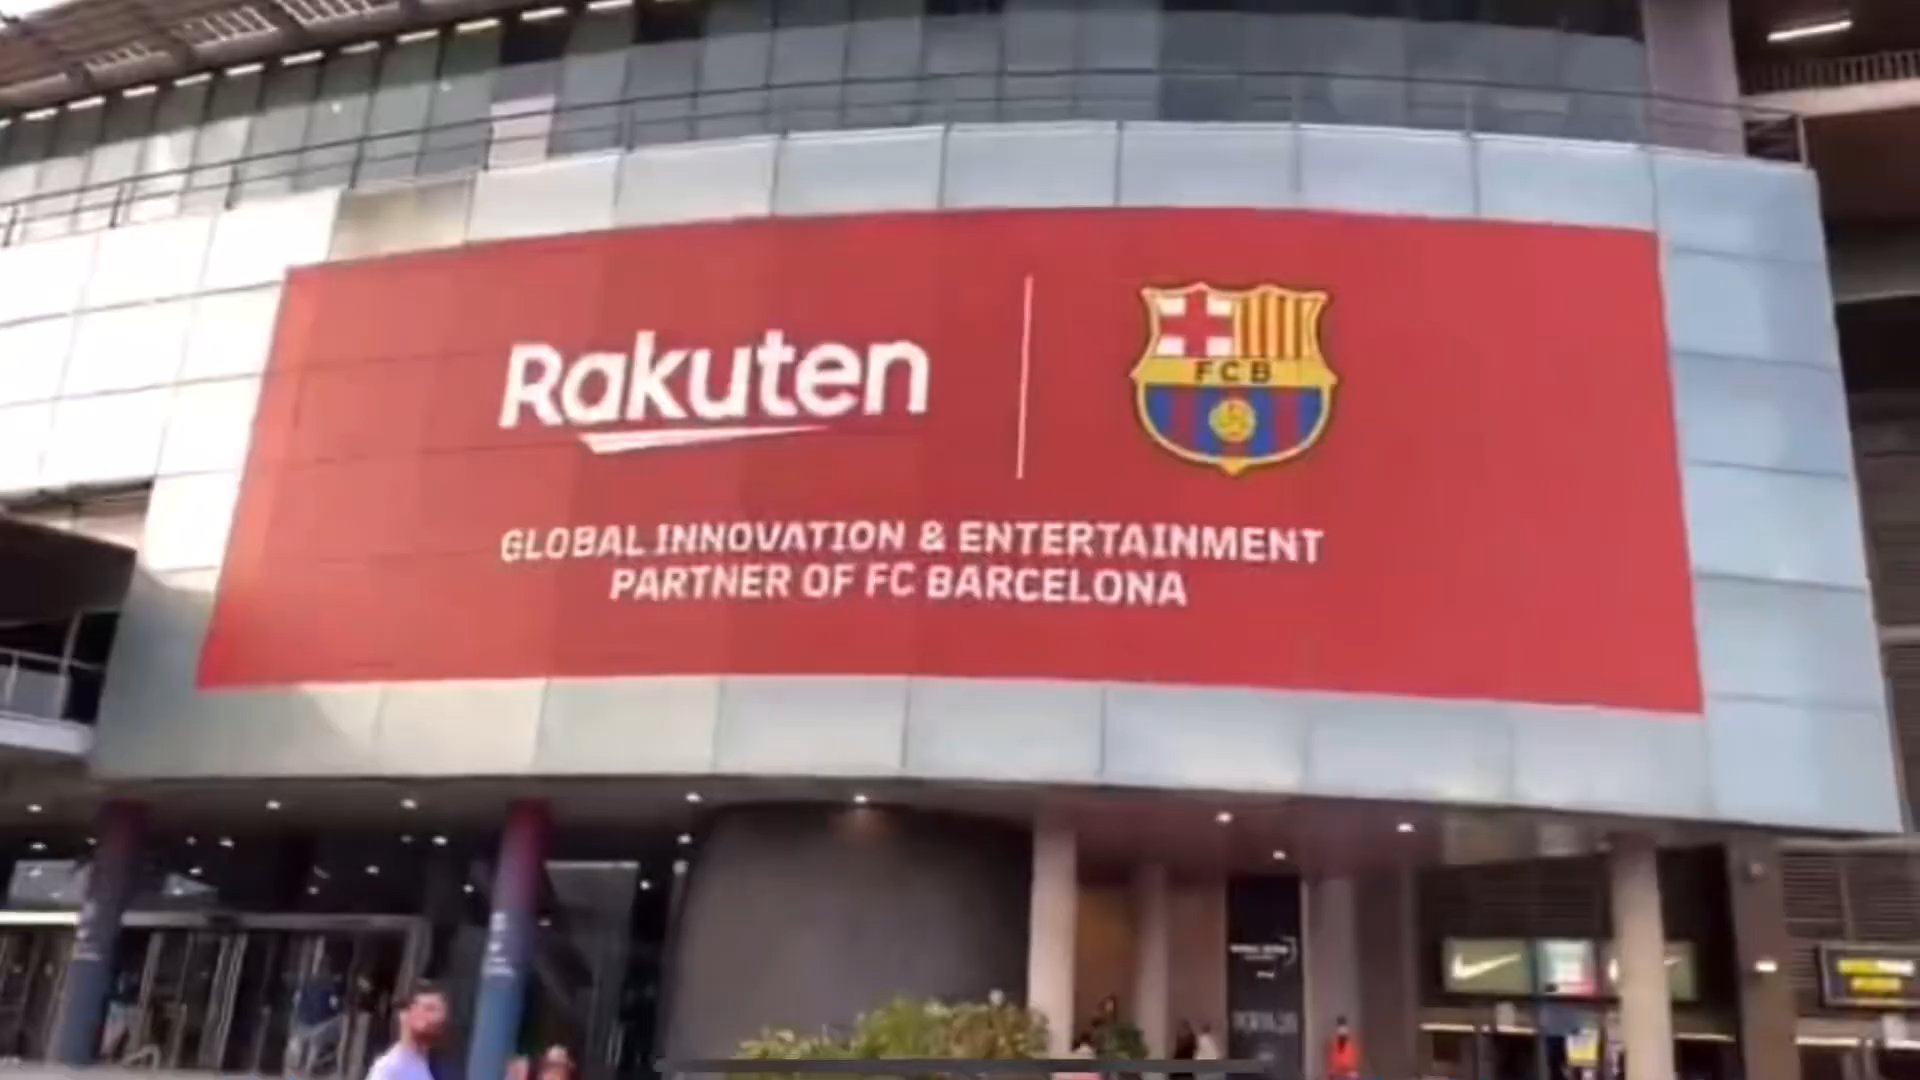 Rakuten
FCB
GLOBAL INNOVATION & ENTERTAINMENT
PARTNER OF FC BARCELONA